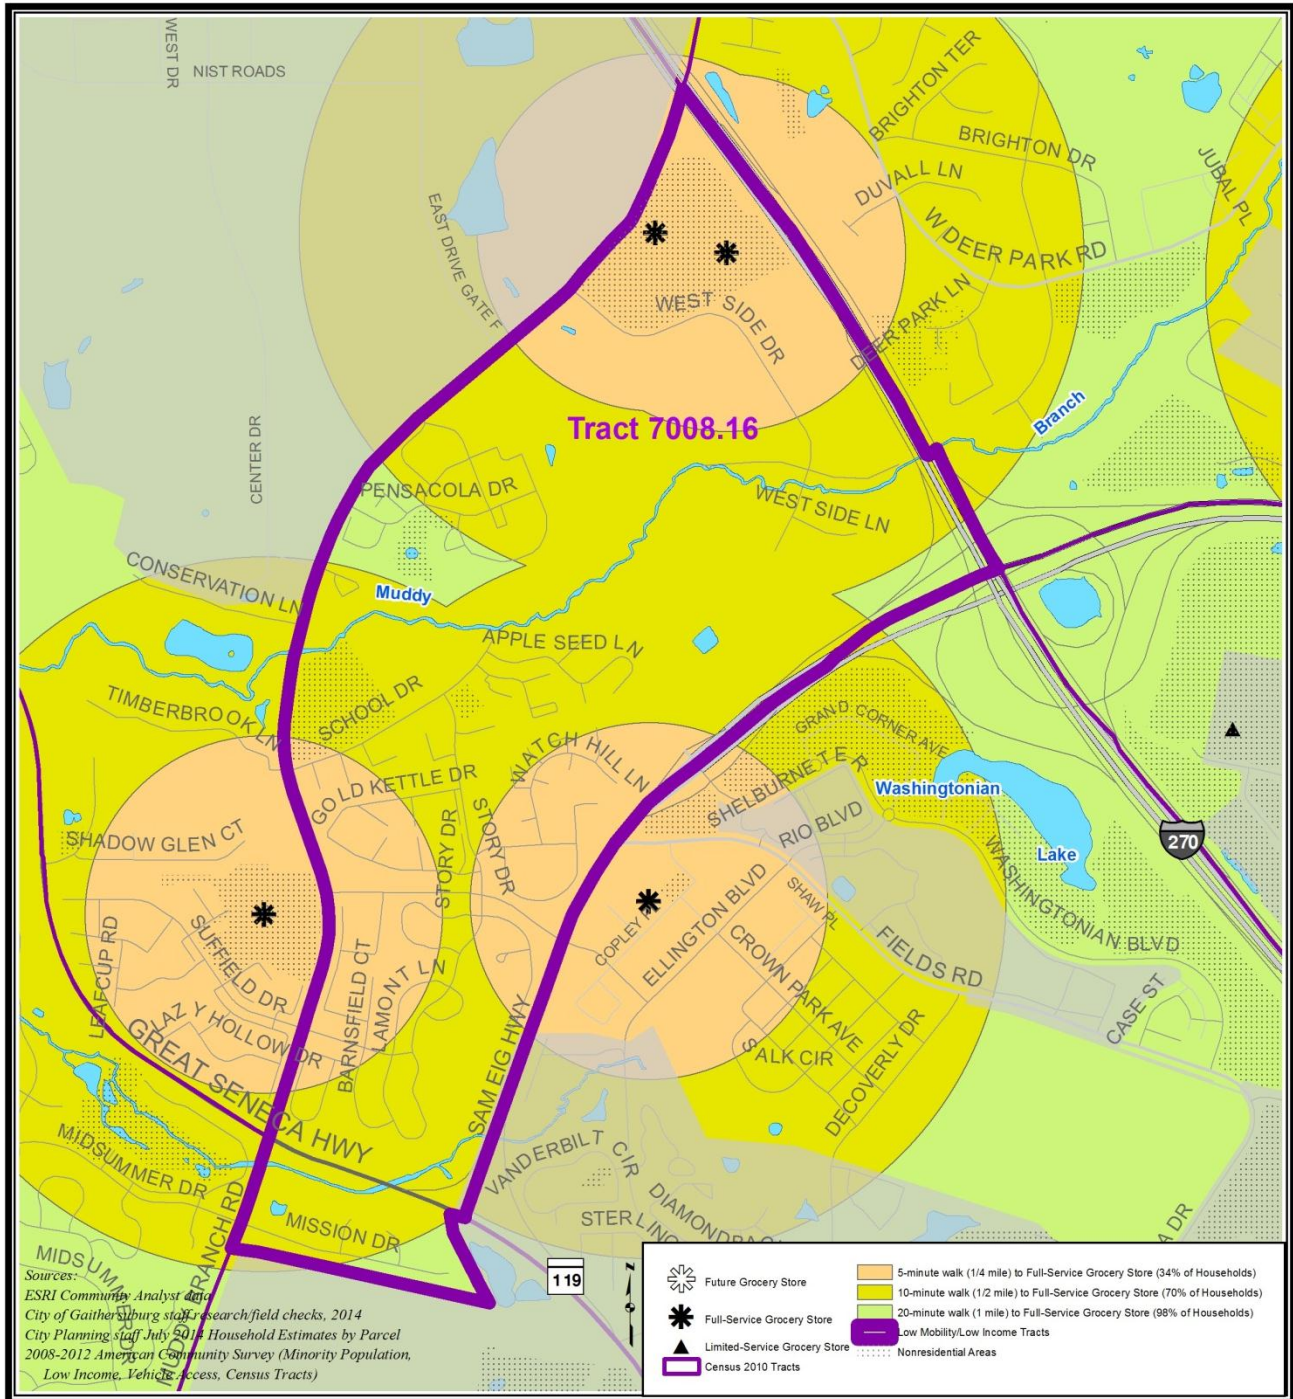 WEST DR
NIST ROADS
BRIGHTON TER
BRIGHTON DR
JUBAL PL
DUVALL LN
W DEER PARK RD
EAST DRIVE GATE F
WEST SIDE DR
DEER PARK LN
Tract 7008.16
Branch
CENTER DR
PENSACOLA DR
WEST SIDE LN
CONSERVATION LN
Muddy
APPLE SEED LN
SCHOOL DR
TIMBERBROOK LN
GRAND CORNER AVE
WATCH HILL LN
GOLD KETTLE DR
SHELBURNE TER
Washingtonian
RIO BLVD
STORY DR
STORY DR
SHADOW GLEN CT
270
Lake
WASHINGTONIAN BLVD
SHAW PL
ELLINGTON BLVD
COPLEY
SUFFIELD DR
LEAFCUP RD
FIELDS RD
CROWN PARK AVE
LAMONT LN
BARNSFIELD CT
LAZY HOLLOW DR
CASE ST
SALK CIR
DECOVERLY DR
GREAT SENECA HWY
SAM EIG HWY
MIDSUMMER DR
VANDERBILT CIR
MISSION DR
STERLING
MUDDY BRANCH RD
MIDSUMMER DR
A DR
119
N
Sources:
ESRI Community Analyst data
City of Gaithersburg staff research/field checks, 2014
City Planning staff July 2014 Household Estimates by Parcel
2008-2012 American Community Survey (Minority Population,
Low Income, Vehicle Access, Census Tracts)
Future Grocery Store
Full-Service Grocery Store
Limited-Service Grocery Store
Census 2010 Tracts
5-minute walk (1/4 mile) to Full-Service Grocery Store (34% of Households)
10-minute walk (1/2 mile) to Full-Service Grocery Store (70% of Households)
20-minute walk (1 mile) to Full-Service Grocery Store (98% of Households)
Low Mobility/Low Income Tracts
Nonresidential Areas